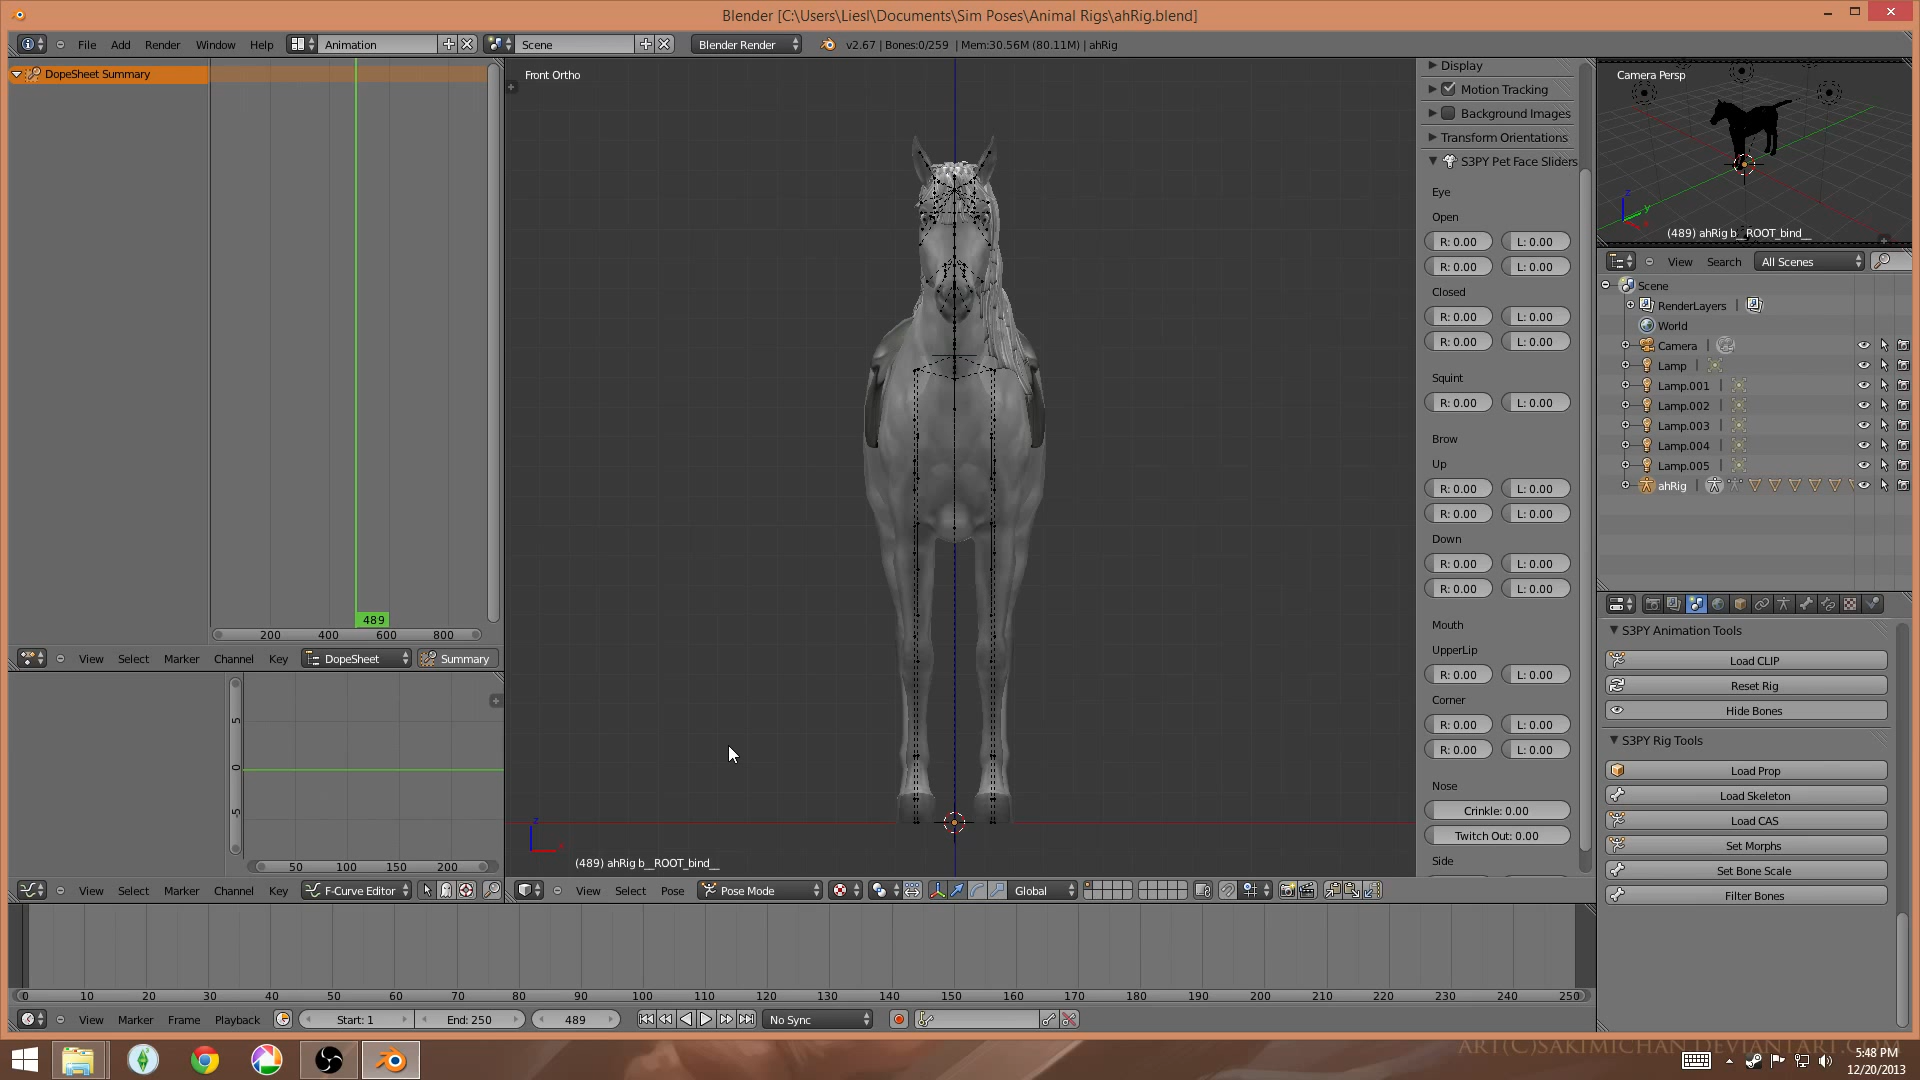 Blender [C:\Users\Liesl\Documents\Sim Poses\Animal Rigs\ahRig.blend]
File Add Render Window Help Animation Scene Blender Render v2.67 | Bones:0/259 | Mem:30.56M (80.11M) | ahRig
DopeSheet Summary
489
200 400 600 800
View Select Marker Channel Key DopeSheet Summary
5
0
-5
50 100 150 200
View Select Marker Channel Key F-Curve Editor
Front Ortho
(489) ahRig b__ROOT_bind__
View Select Pose Pose Mode Global
Display
Motion Tracking
Background Images
Transform Orientations
S3PY Pet Face Sliders
Eye
Open
R: 0.00 L: 0.00
R: 0.00 L: 0.00
Closed
R: 0.00 L: 0.00
R: 0.00 L: 0.00
Squint
R: 0.00 L: 0.00
Brow
Up
R: 0.00 L: 0.00
R: 0.00 L: 0.00
Down
R: 0.00 L: 0.00
R: 0.00 L: 0.00
Mouth
UpperLip
R: 0.00 L: 0.00
Corner
R: 0.00 L: 0.00
R: 0.00 L: 0.00
Nose
Crinkle: 0.00
Twitch Out: 0.00
Side
Camera Persp
(489) ahRig b__ROOT_bind__
View Search All Scenes
Scene
RenderLayers
World
Camera
Lamp
Lamp.001
Lamp.002
Lamp.003
Lamp.004
Lamp.005
ahRig
S3PY Animation Tools
Load CLIP
Reset Rig
Hide Bones
S3PY Rig Tools
Load Prop
Load Skeleton
Load CAS
Set Morphs
Set Bone Scale
Filter Bones
0 10 20 30 40 50 60 70 80 90 100 110 120 130 140 150 160 170 180 190 200 210 220 230 240 250
View Marker Frame Playback Start: 1 End: 250 489 No Sync
ART(C)SAKIMICHAN.DEVIANTART.COM
5:48 PM
12/20/2013